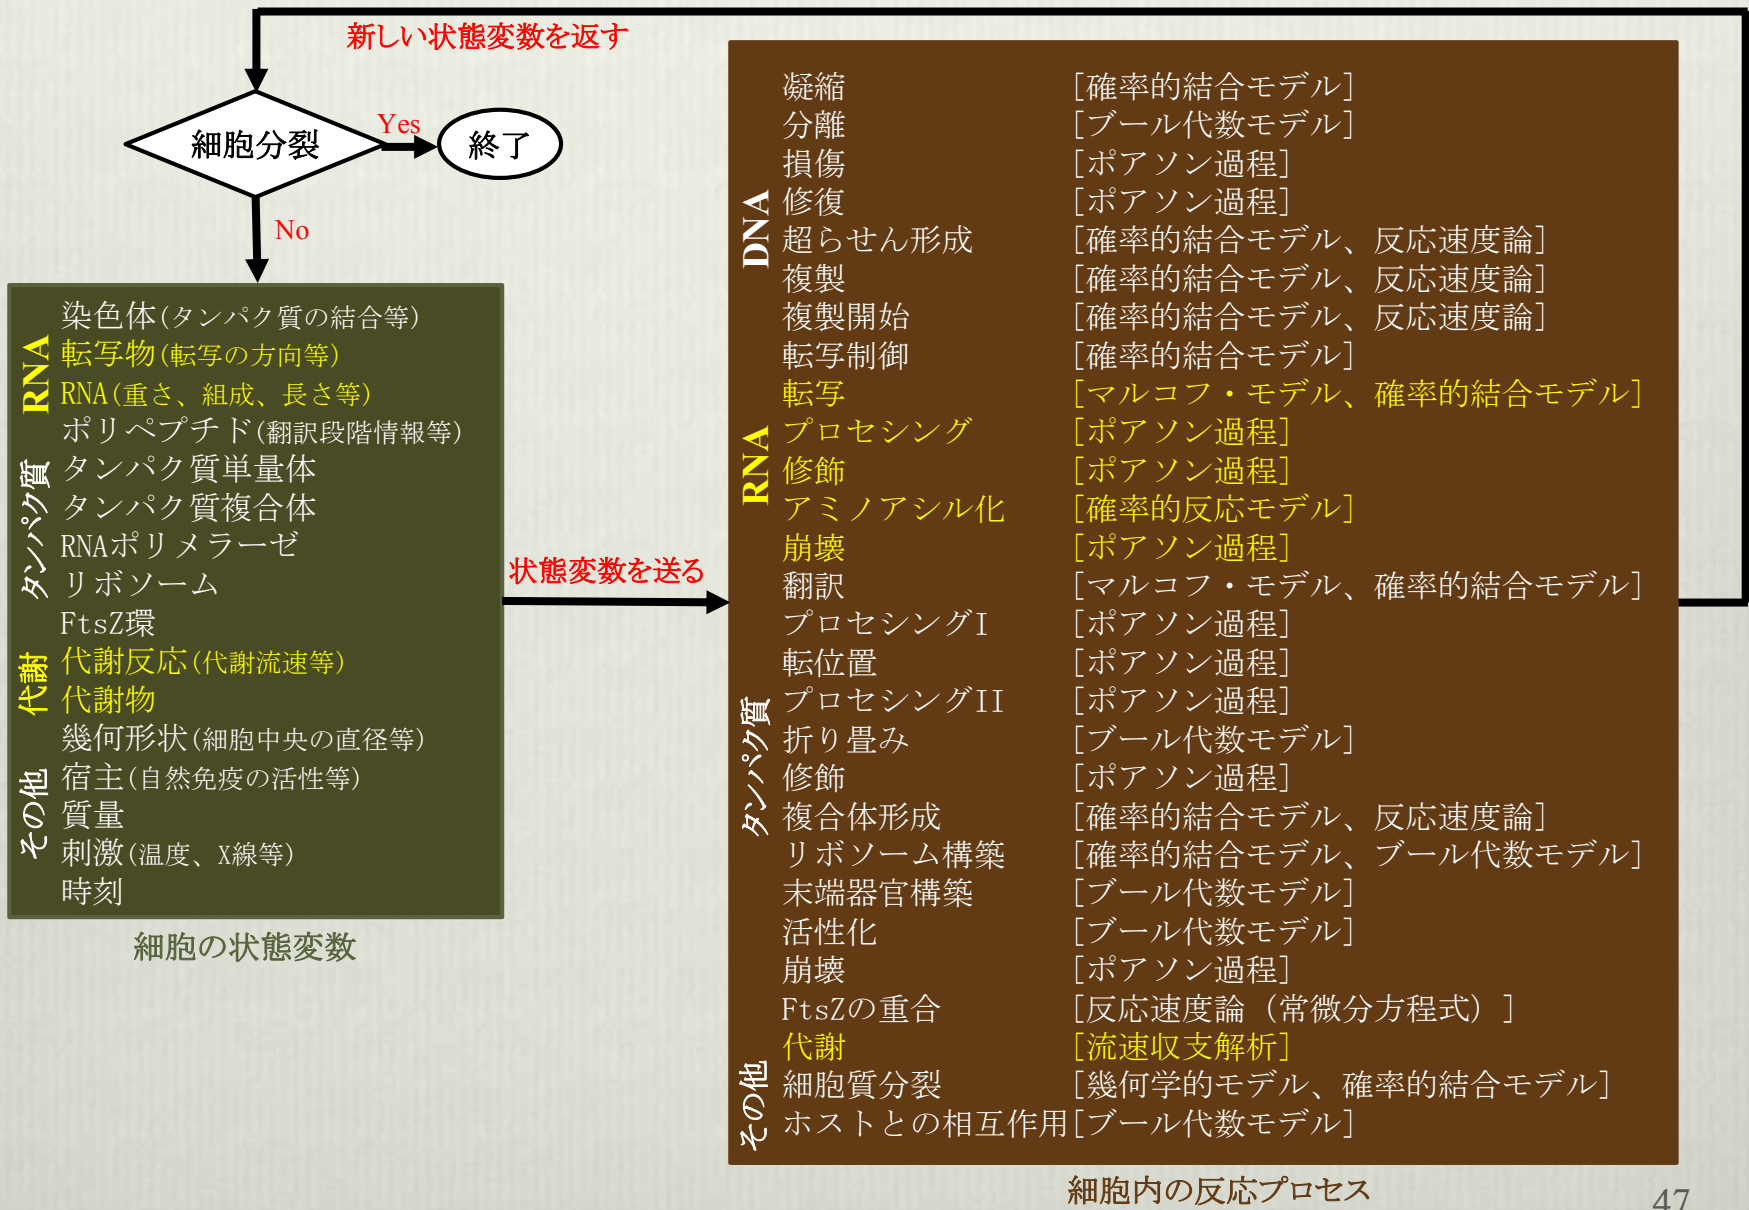 新しい状態変数を返す
細胞分裂
Yes
終了
No
RNA
タンパク質
代謝
その他
染色体(タンパク質の結合等)
転写物(転写の方向等)
RNA(重さ、組成、長さ等)
ポリペプチド(翻訳段階情報等)
タンパク質単量体
タンパク質複合体
RNAポリメラーゼ
リボソーム
FtsZ環
代謝反応(代謝流速等)
代謝物
幾何形状(細胞中央の直径等)
宿主(自然免疫の活性等)
質量
刺激(温度、X線等)
時刻
細胞の状態変数
状態変数を送る
DNA
RNA
タンパク質
その他
凝縮 [確率的結合モデル]
分離 [ブール代数モデル]
損傷 [ポアソン過程]
修復 [ポアソン過程]
超らせん形成 [確率的結合モデル、反応速度論]
複製 [確率的結合モデル、反応速度論]
複製開始 [確率的結合モデル、反応速度論]
転写制御 [確率的結合モデル]
転写 [マルコフ・モデル、確率的結合モデル]
プロセシング [ポアソン過程]
修飾 [ポアソン過程]
アミノアシル化 [確率的反応モデル]
崩壊 [ポアソン過程]
翻訳 [マルコフ・モデル、確率的結合モデル]
プロセシングI [ポアソン過程]
転位置 [ポアソン過程]
プロセシングII [ポアソン過程]
折り畳み [ブール代数モデル]
修飾 [ポアソン過程]
複合体形成 [確率的結合モデル、反応速度論]
リボソーム構築 [確率的結合モデル、ブール代数モデル]
末端器官構築 [ブール代数モデル]
活性化 [ブール代数モデル]
崩壊 [ポアソン過程]
FtsZの重合 [反応速度論（常微分方程式）]
代謝 [流速収支解析]
細胞質分裂 [幾何学的モデル、確率的結合モデル]
ホストとの相互作用[ブール代数モデル]
細胞内の反応プロセス
47